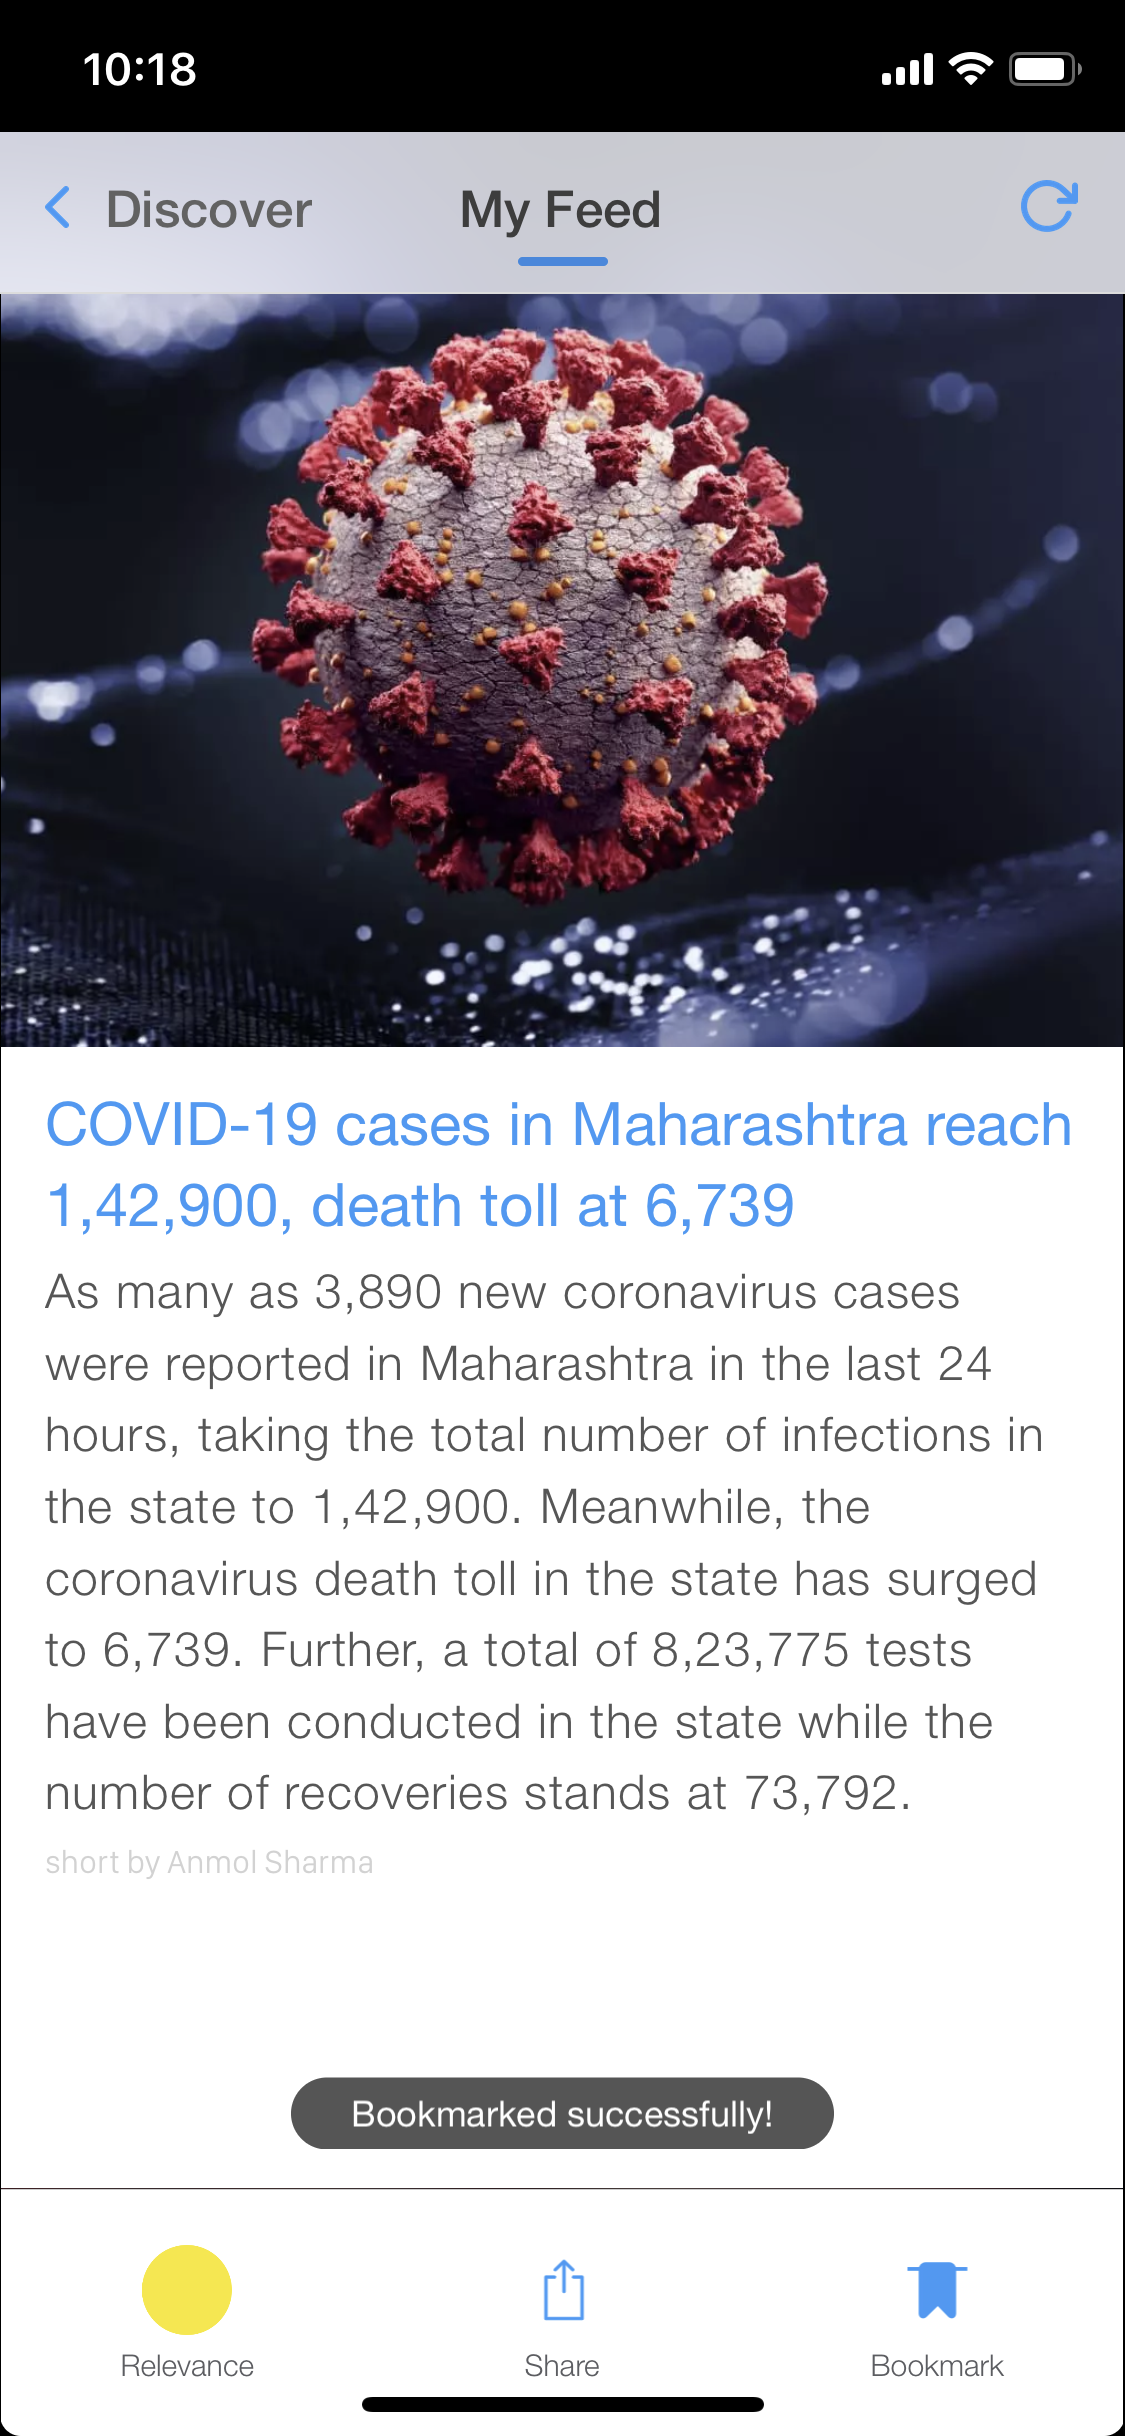 10:18
Discover
My Feed
COVID-19 cases in Maharashtra reach
1,42,900, death toll at 6,739
As many as 3,890 new coronavirus cases
were reported in Maharashtra in the last 24
hours, taking the total number of infections in
the state to 1,42,900. Meanwhile, the
coronavirus death toll in the state has surged
to 6,739. Further, a total of 8,23,775 tests
have been conducted in the state while the
number of recoveries stands at 73,792.
short by Anmol Sharma
Bookmarked successfully!
Relevance
Share
Bookmark